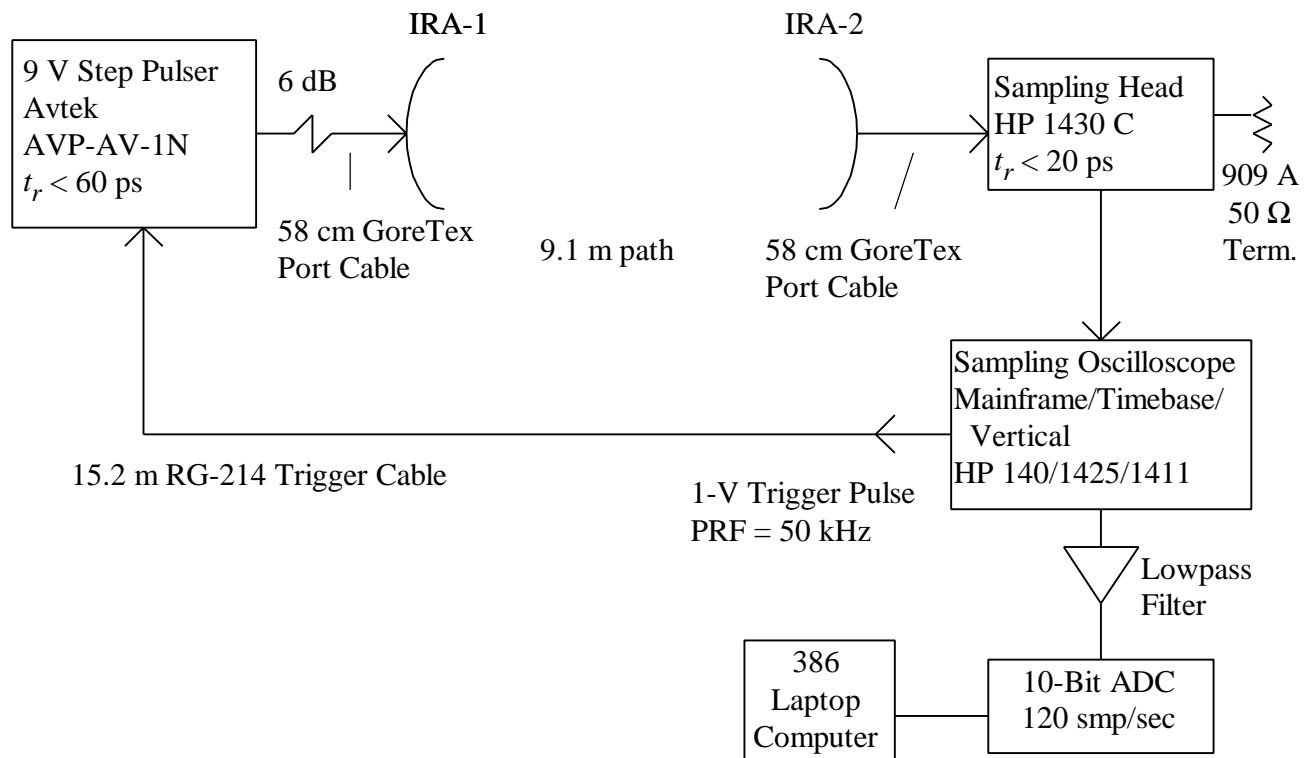 IRA-1
IRA-2
9 V Step Pulser
Avtek
AVP-AV-1N
t_r < 60 ps
6 dB
Sampling Head
HP 1430 C
t_r < 20 ps
909 A
50 Ω
Term.
58 cm GoreTex
Port Cable
9.1 m path
58 cm GoreTex
Port Cable
Sampling Oscilloscope
Mainframe/Timebase/
Vertical
HP 140/1425/1411
15.2 m RG-214 Trigger Cable
1-V Trigger Pulse
PRF = 50 kHz
Lowpass
Filter
386
Laptop
Computer
10-Bit ADC
120 smp/sec